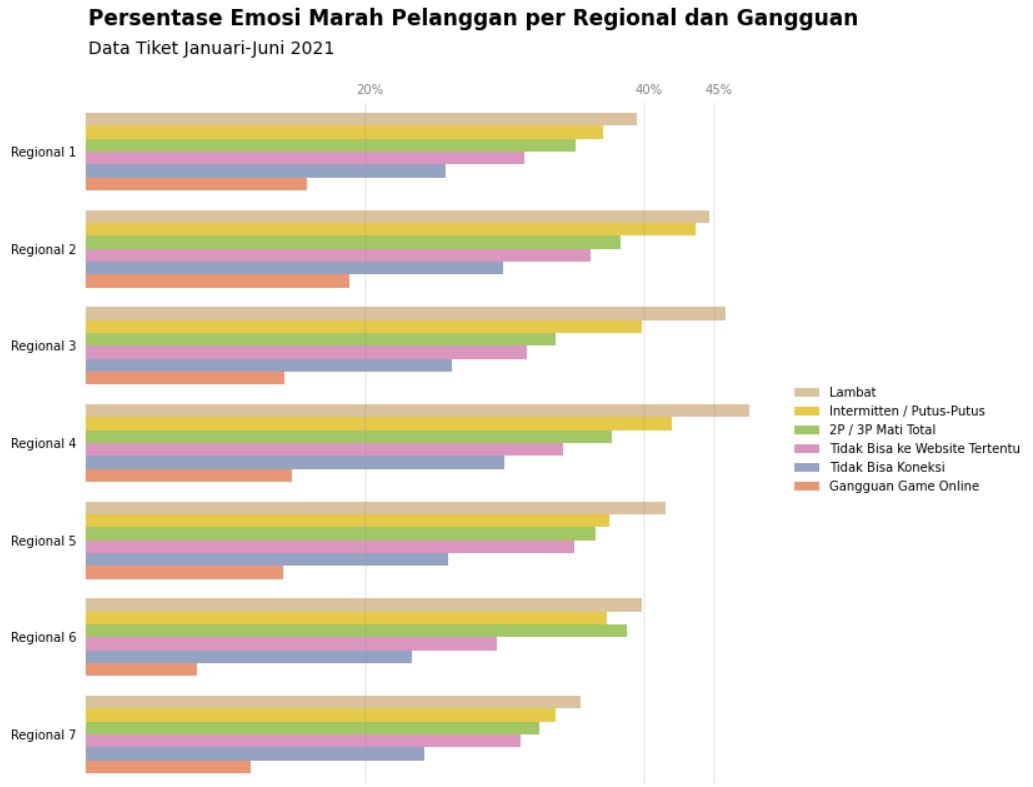 Persentase Emosi Marah Pelanggan per Regional dan Gangguan
Data Tiket Januari-Juni 2021
20% 40% 45%
Regional 1
Regional 2
Regional 3
Regional 4
Regional 5
Regional 6
Regional 7
Lambat
Intermitten / Putus-Putus
2P / 3P Mati Total
Tidak Bisa ke Website Tertentu
Tidak Bisa Koneksi
Gangguan Game Online